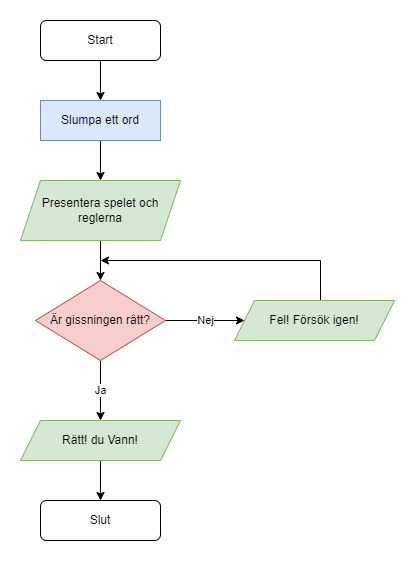 Start
Slumpa ett ord
Presentera spelet och
reglerna
Är gissningen rätt?
Nej
Fel! Försök igen!
Ja
Rätt! du Vann!
Slut